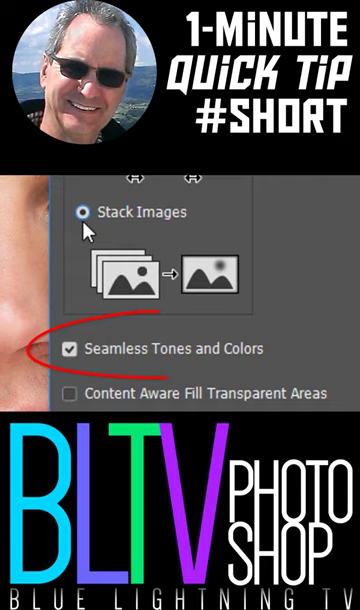 1-MiNUTE
QUiCK TiP
#SHORT
Stack Images
Seamless Tones and Colors
Content Aware Fill Transparent Areas
BLTV
PHOTO
SHOP
BLUE LIGHTNING TV